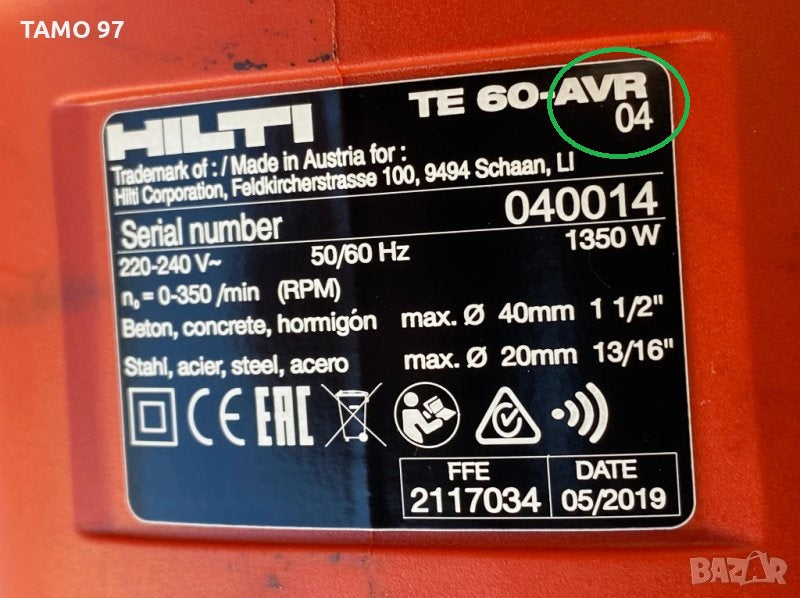 TAMO 97
HILTI
TE 60-AVR
04
Trademark of : / Made in Austria for :
Hilti Corporation, Feldkircherstrasse 100, 9494 Schaan, LI
Serial number 040014
220-240 V~ 50/60 Hz 1350 W
n₀ = 0-350 /min (RPM)
Beton, concrete, hormigón max. Ø 40mm 1 1/2"
Stahl, acier, steel, acero max. Ø 20mm 13/16"
CE EAC
FFE DATE
2117034 05/2019
BAZAR